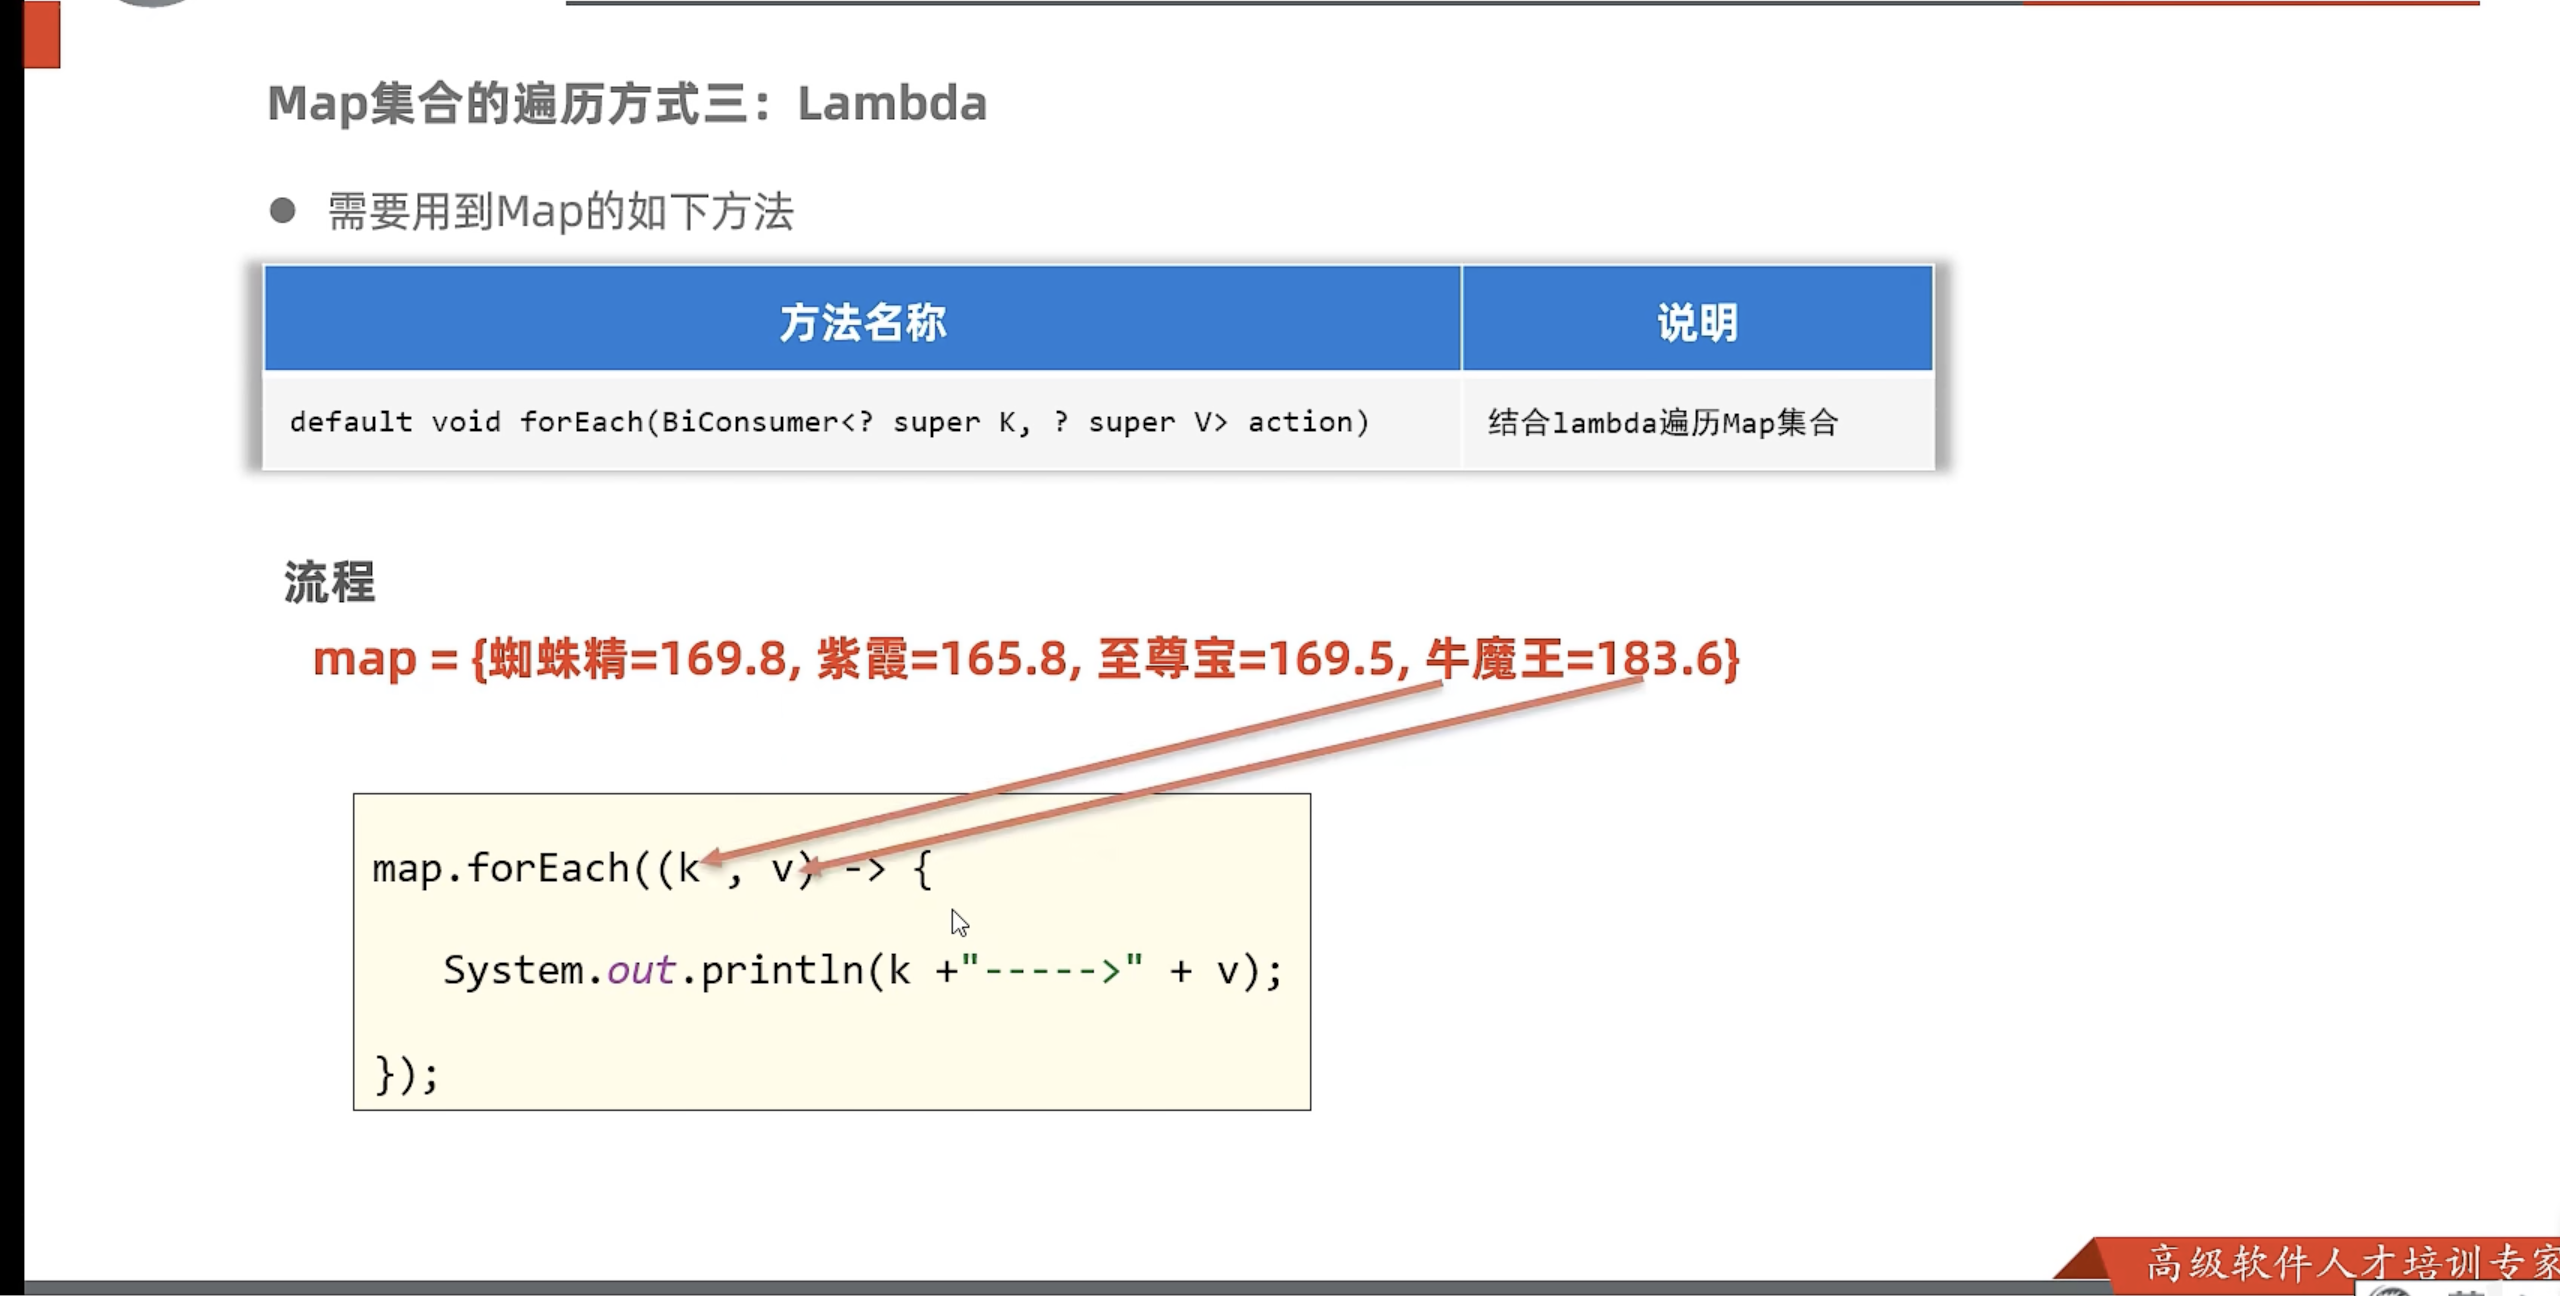 Map集合的遍历方式三：Lambda
需要用到Map的如下方法
方法名称 说明
default void forEach(BiConsumer<? super K, ? super V> action) 结合lambda遍历Map集合
流程
map = {蜘蛛精=169.8, 紫霞=165.8, 至尊宝=169.5, 牛魔王=183.6}
map.forEach((k , v) -> {
System.out.println(k +"----->" + v);
});
高级软件人才培训专家